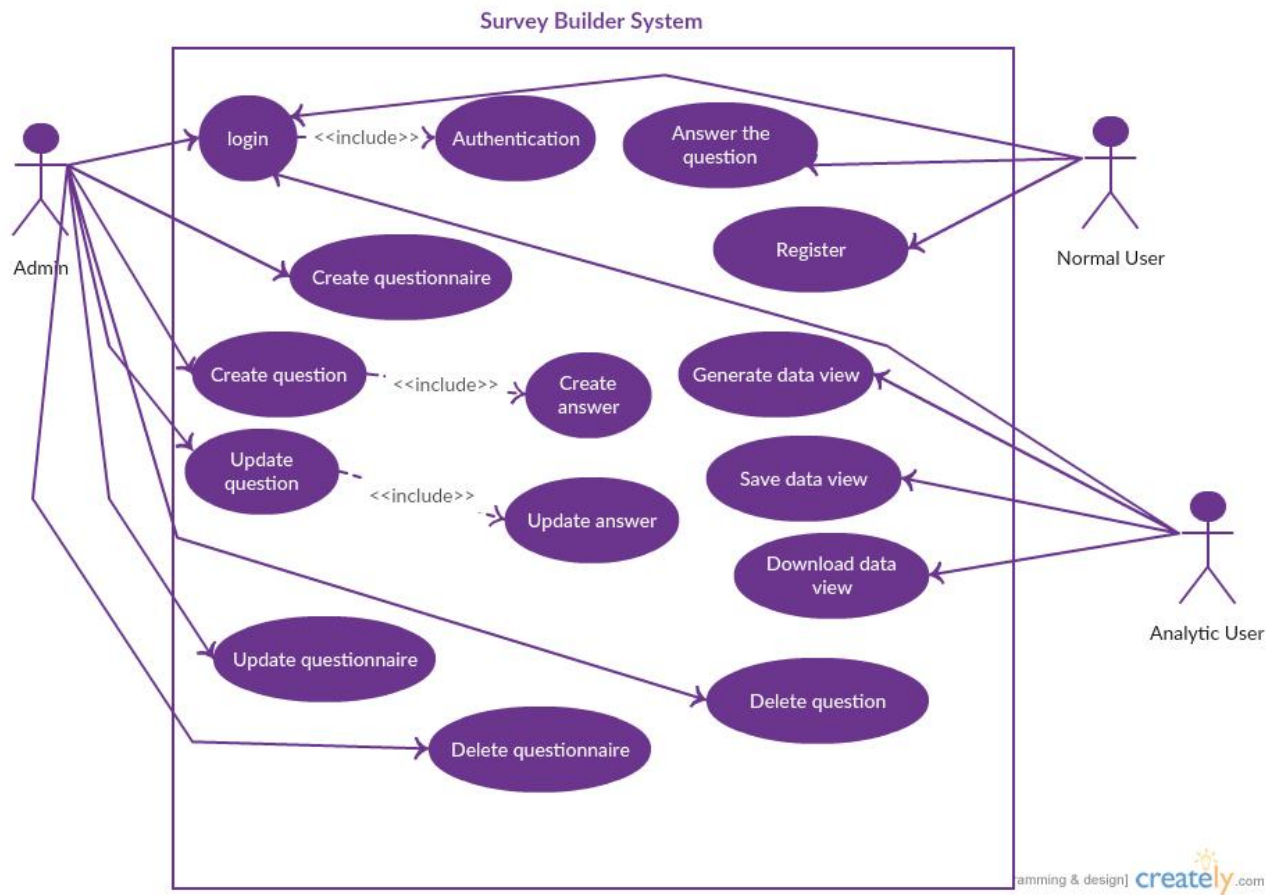 Survey Builder System
login
<<include>>
Authentication
Answer the
question
Register
Normal User
Admin
Create questionnaire
Create question
<<include>>
Create
answer
Generate data view
Update
question
<<include>>
Update answer
Save data view
Download data
view
Analytic User
Update questionnaire
Delete question
Delete questionnaire
& design] creately.com